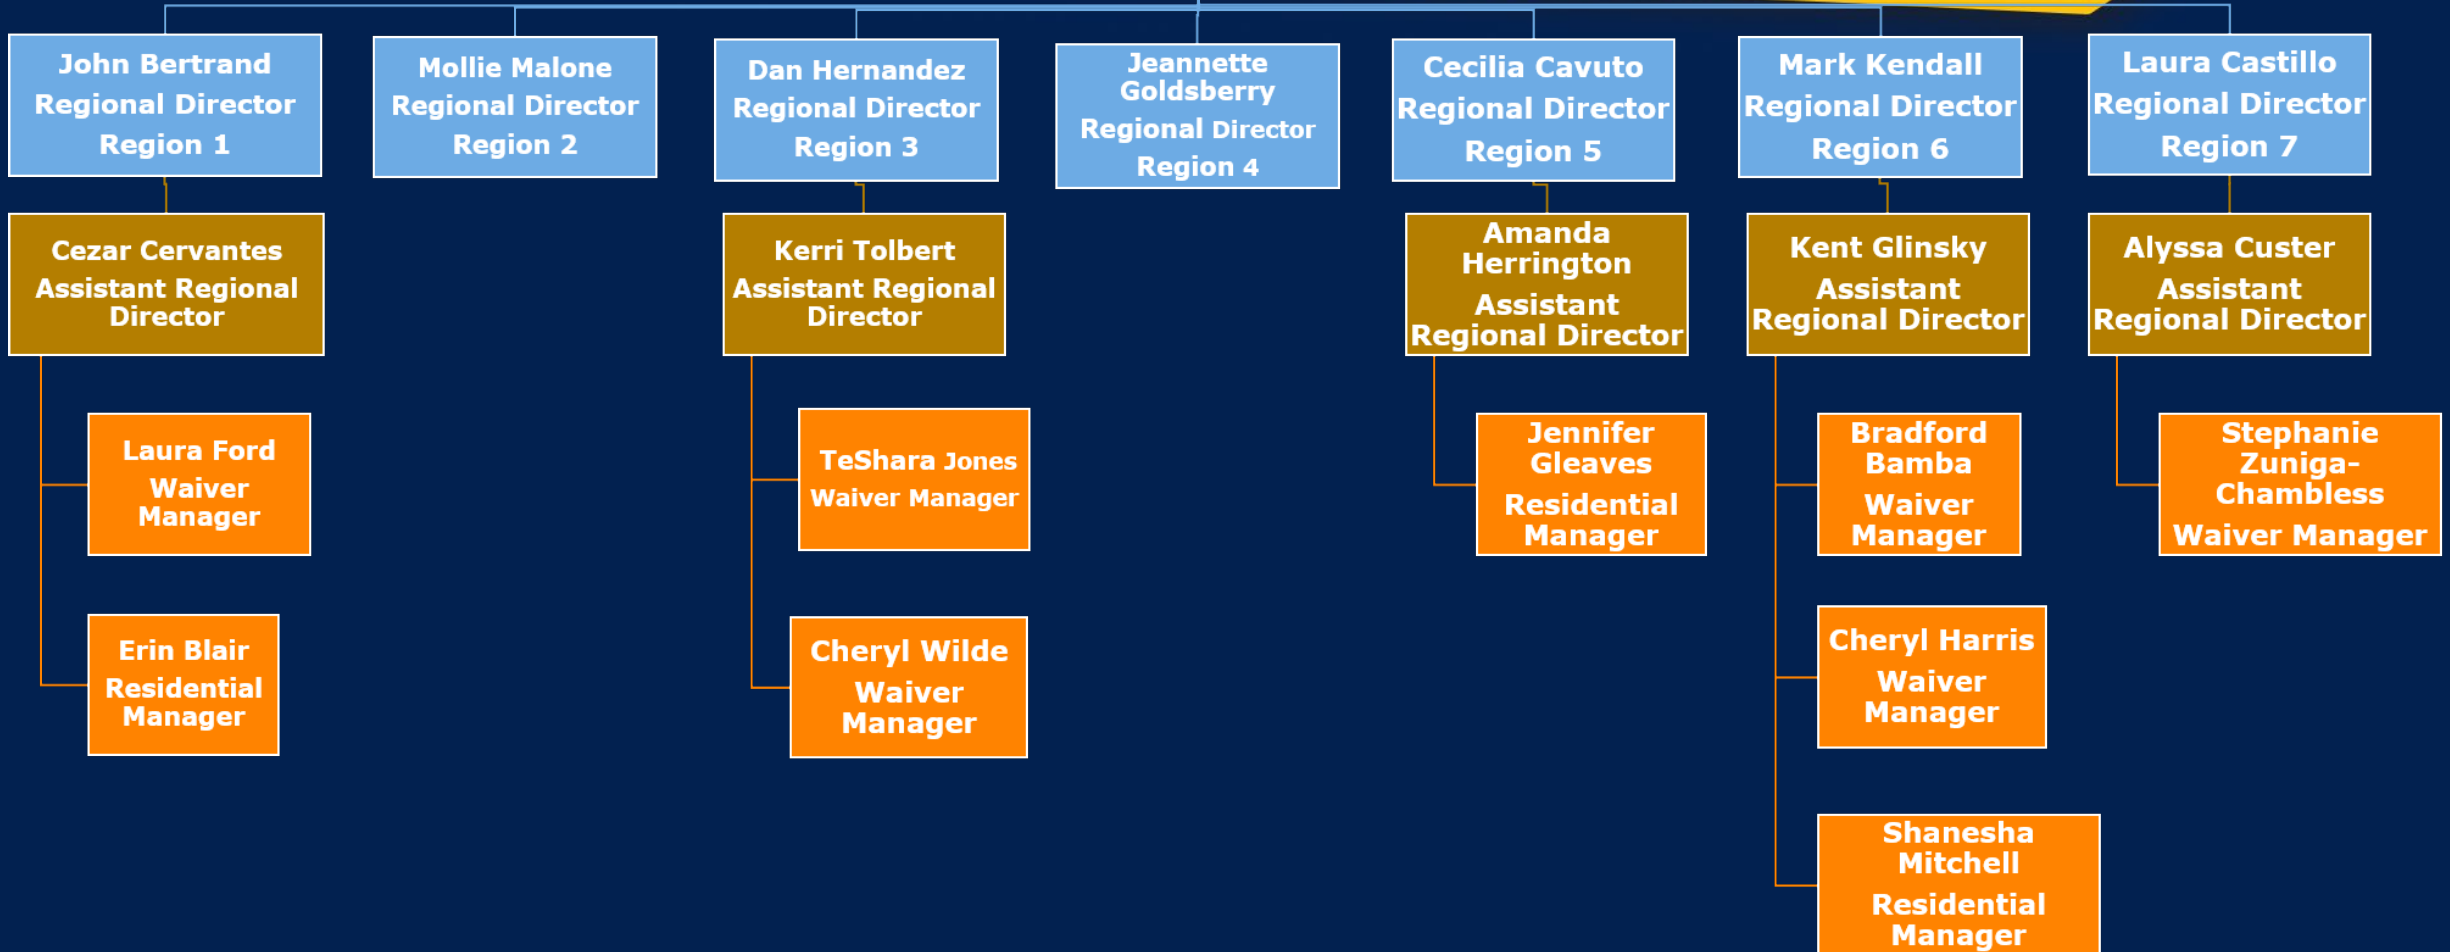 John Bertrand
Regional Director
Region 1
Mollie Malone
Regional Director
Region 2
Dan Hernandez
Regional Director
Region 3
Jeannette
Goldsberry
Regional Director
Region 4
Cecilia Cavuto
Regional Director
Region 5
Mark Kendall
Regional Director
Region 6
Laura Castillo
Regional Director
Region 7
Cezar Cervantes
Assistant Regional
Director
Kerri Tolbert
Assistant Regional
Director
Amanda
Herrington
Assistant
Regional Director
Kent Glinsky
Assistant
Regional Director
Alyssa Custer
Assistant
Regional Director
Laura Ford
Waiver
Manager
TeShara Jones
Waiver Manager
Jennifer
Gleaves
Residential
Manager
Bradford
Bamba
Waiver
Manager
Stephanie
Zuniga-
Chambless
Waiver Manager
Erin Blair
Residential
Manager
Cheryl Wilde
Waiver
Manager
Cheryl Harris
Waiver
Manager
Shanesha
Mitchell
Residential
Manager